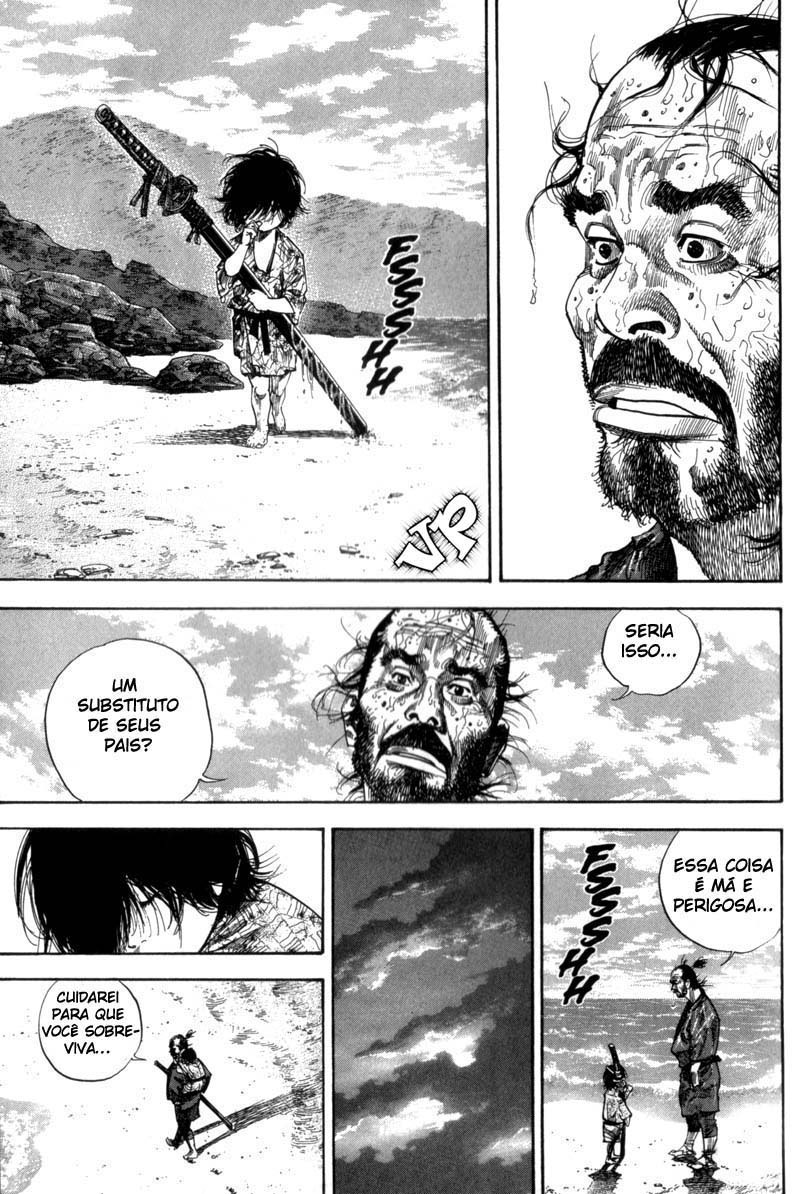 FSSSHH
VP
SERIA
ISSO...
UM
SUBSTITUTO
DE SEUS
PAIS?
ESSA COISA
É MÁ E
PERIGOSA...
FSSSHH
CUIDAREI
PARA QUE
VOCÊ SOBRE-
VIVA...